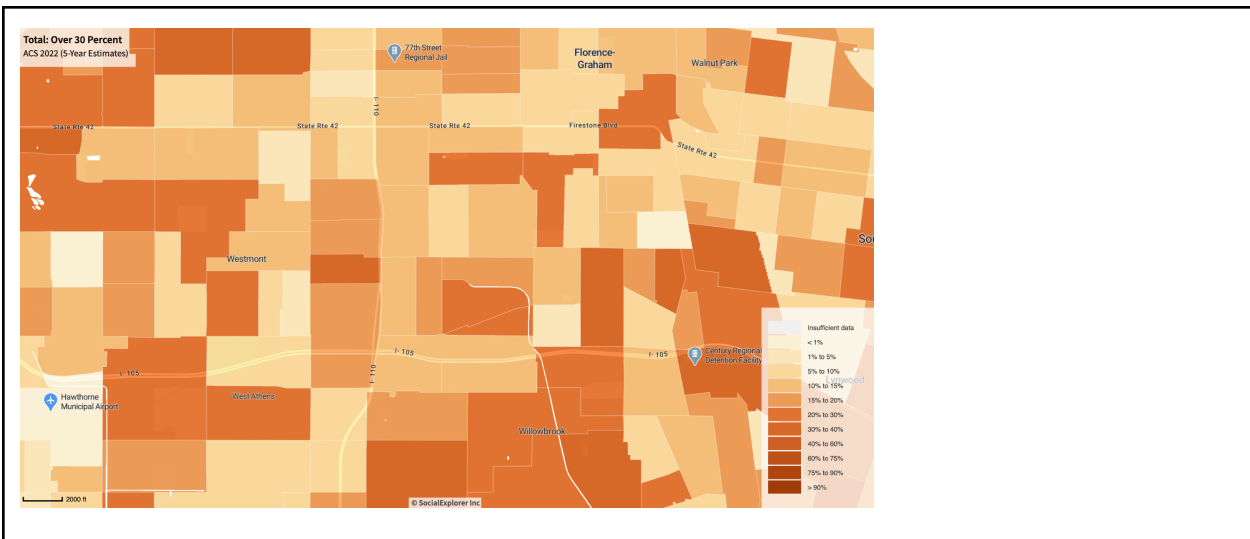 Total: Over 30 Percent
ACS 2022 (5-Year Estimates)
77th Street
Regional Jail
Florence-
Graham
Walnut Park
I- 110
State Rte 42
State Rte 42
State Rte 42
Firestone Blvd
State Rte 42
Sou
Westmont
I- 105
I- 105
I- 105
I- 110
Century Regional
Detention Facility
Lynwood
Hawthorne
Municipal Airport
West Athens
Willowbrook
Insufficient data
< 1%
1% to 5%
5% to 10%
10% to 15%
15% to 20%
20% to 30%
30% to 40%
40% to 60%
60% to 75%
75% to 90%
> 90%
2000 ft
© SocialExplorer Inc